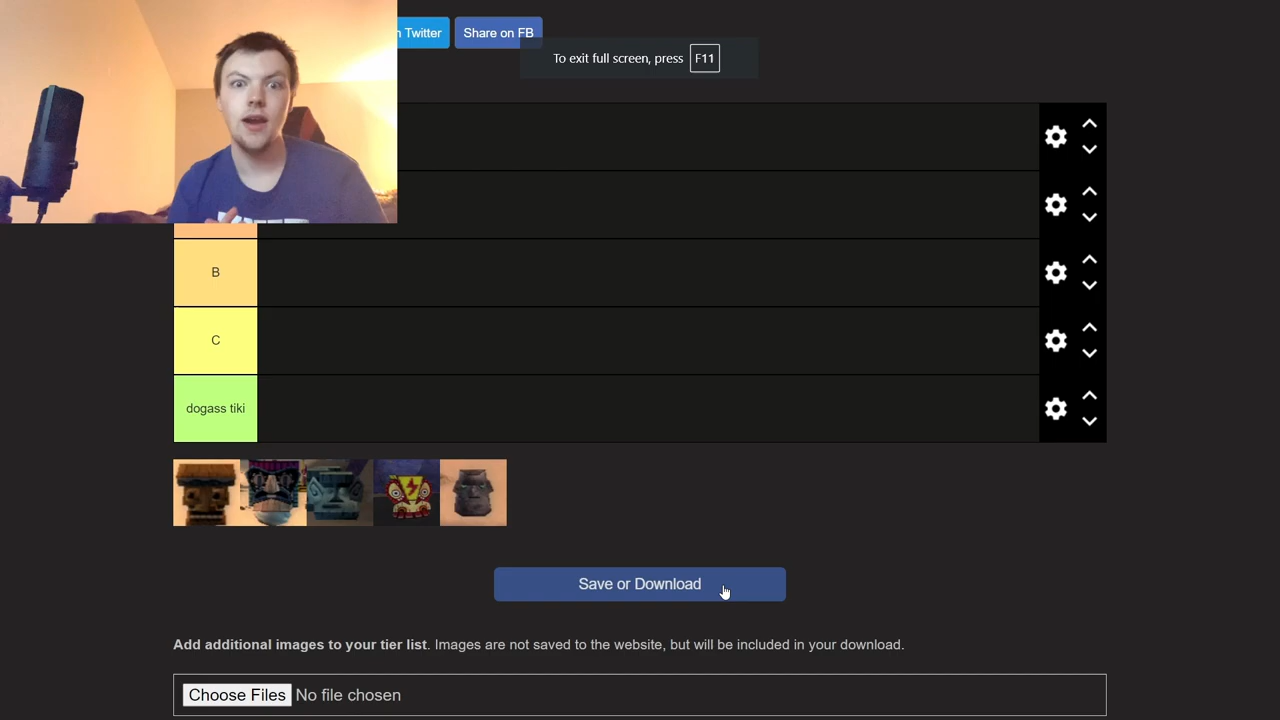 Twitter
Share on FB
To exit full screen, press F11
B
C
dogass tiki
Save or Download
Add additional images to your tier list. Images are not saved to the website, but will be included in your download.
Choose Files No file chosen